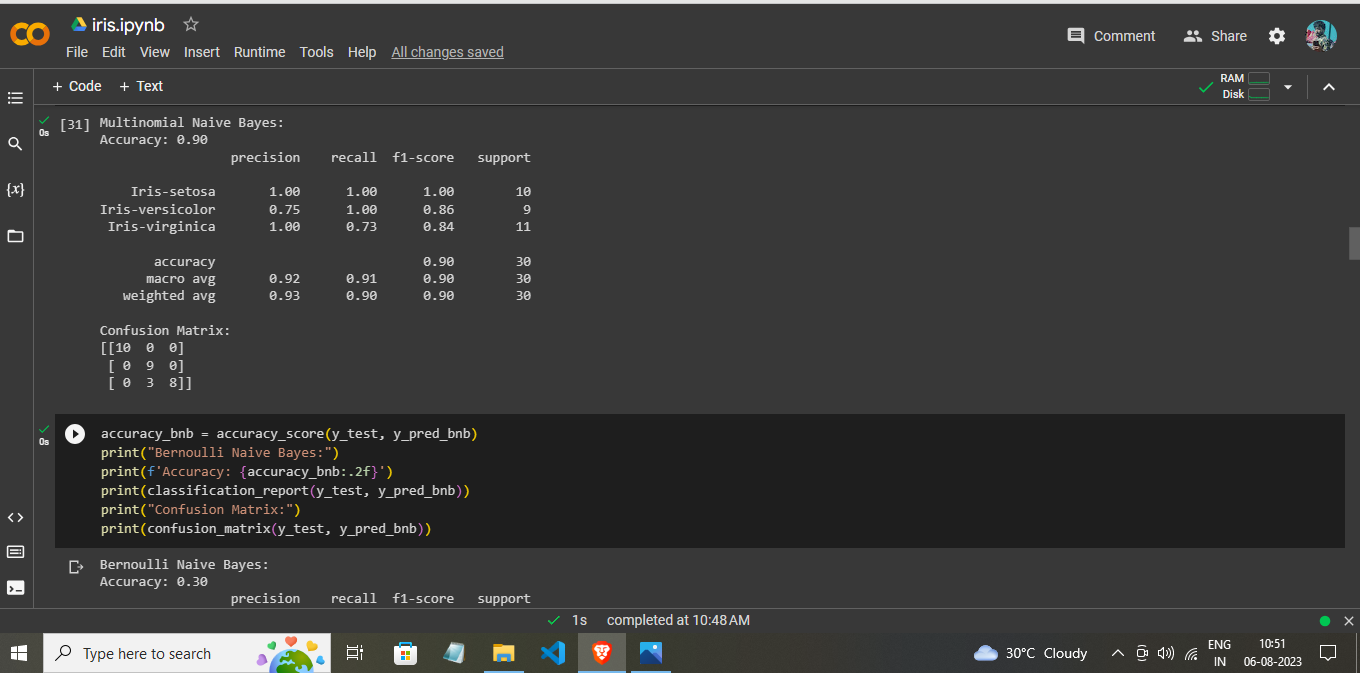 iris.ipynb
File Edit View Insert Runtime Tools Help All changes saved
Comment Share
+ Code + Text
RAM
Disk
0s
[31] Multinomial Naive Bayes:
Accuracy: 0.90
precision recall f1-score support
Iris-setosa 1.00 1.00 1.00 10
Iris-versicolor 0.75 1.00 0.86 9
Iris-virginica 1.00 0.73 0.84 11
accuracy 0.90 30
macro avg 0.92 0.91 0.90 30
weighted avg 0.93 0.90 0.90 30
Confusion Matrix:
[[10 0 0]
[ 0 9 0]
[ 0 3 8]]
0s
accuracy_bnb = accuracy_score(y_test, y_pred_bnb)
print("Bernoulli Naive Bayes:")
print(f'Accuracy: {accuracy_bnb:.2f}')
print(classification_report(y_test, y_pred_bnb))
print("Confusion Matrix:")
print(confusion_matrix(y_test, y_pred_bnb))
Bernoulli Naive Bayes:
Accuracy: 0.30
precision recall f1-score support
1s completed at 10:48 AM
Type here to search
30°C Cloudy
ENG
IN
10:51
06-08-2023